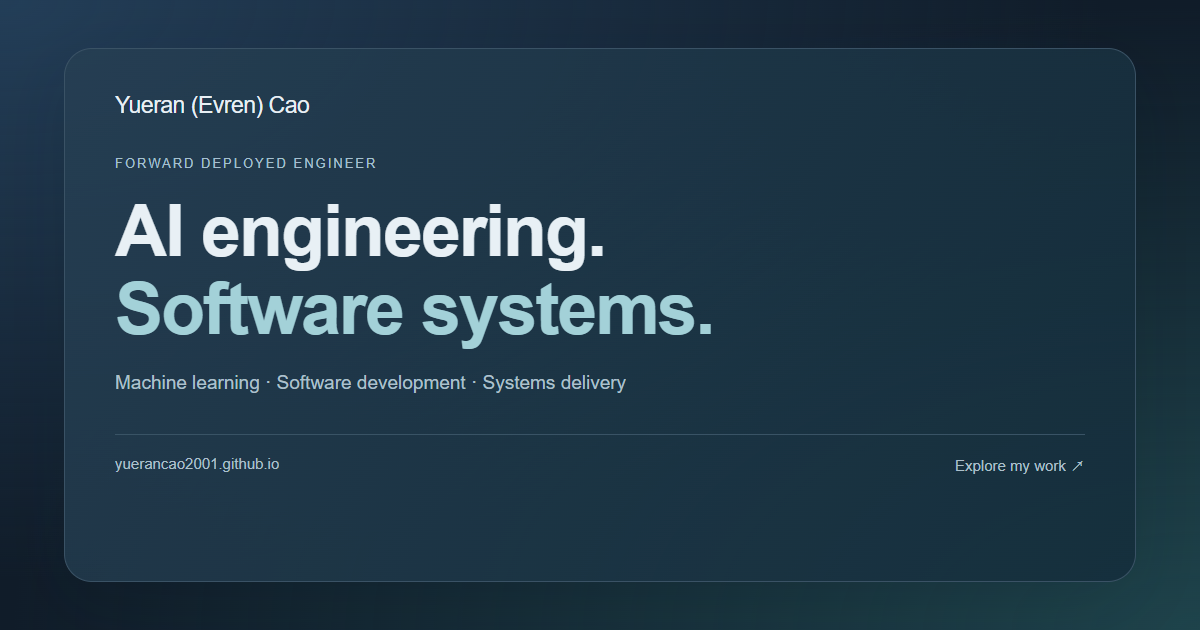 Yueran (Evren) Cao
FORWARD DEPLOYED ENGINEER
AI engineering.
Software systems.
Machine learning · Software development · Systems delivery
yuerancao2001.github.io
Explore my work ↗